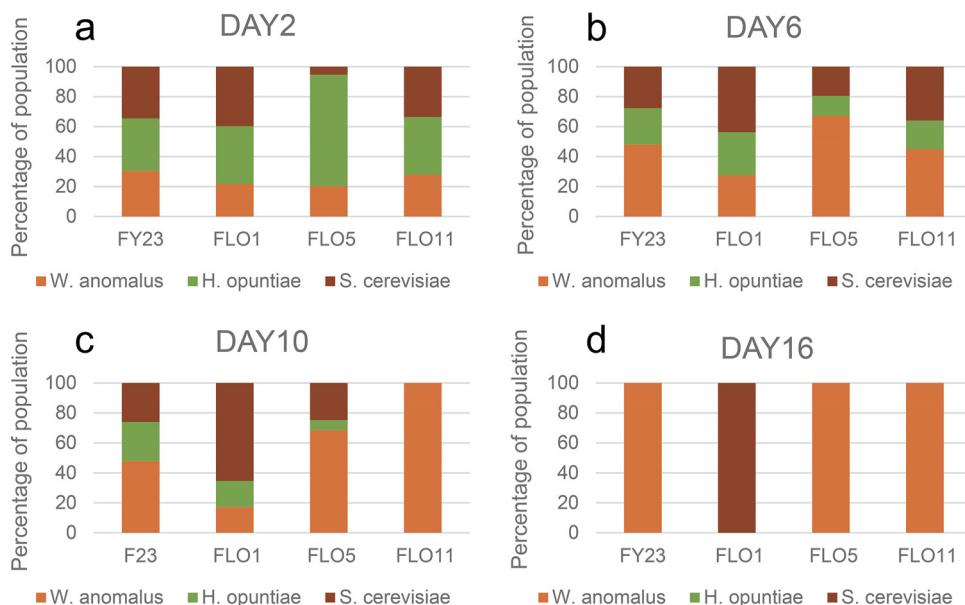 a DAY2
Percentage of population
100
80
60
40
20
0
FY23 FLO1 FLO5 FLO11
W. anomalus H. opuntiae S. cerevisiae
b DAY6
Percentage of population
100
80
60
40
20
0
FY23 FLO1 FLO5 FLO11
W. anomalus H. opuntiae S. cerevisiae
c DAY10
Percentage of population
100
80
60
40
20
0
F23 FLO1 FLO5 FLO11
W. anomalus H. opuntiae S. cerevisiae
d DAY16
Percentage of population
100
80
60
40
20
0
FY23 FLO1 FLO5 FLO11
W. anomalus H. opuntiae S. cerevisiae